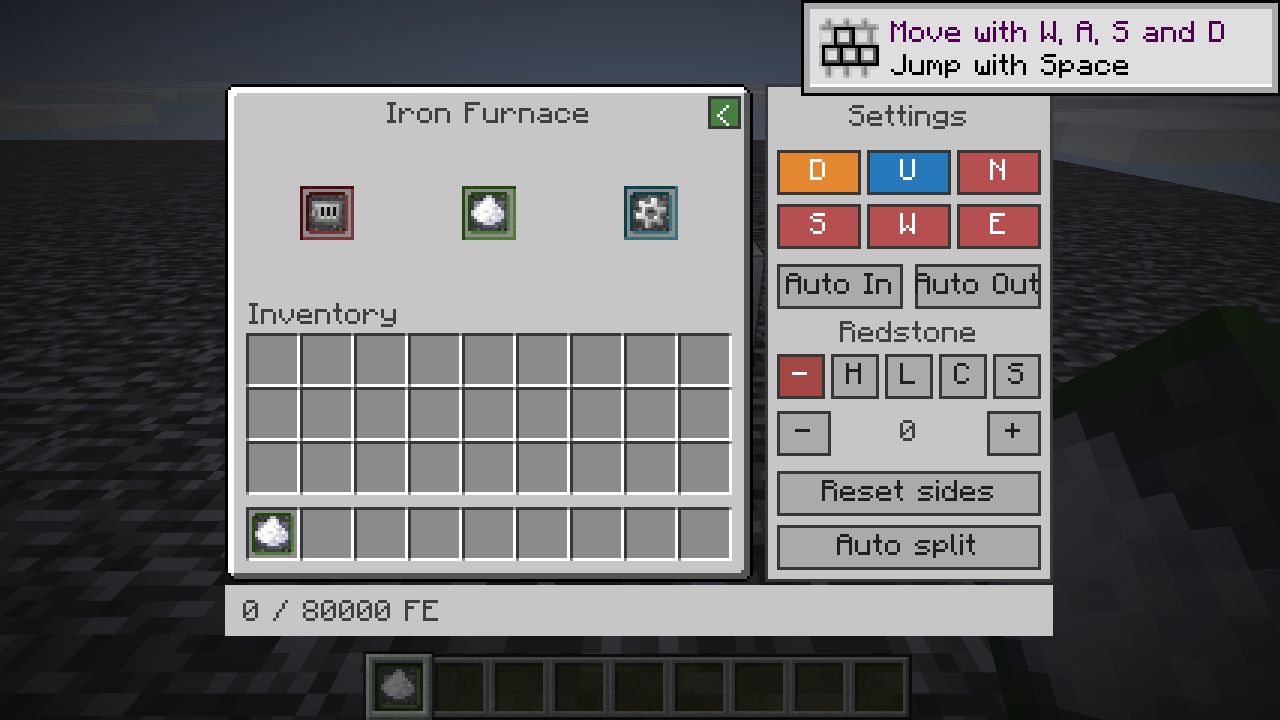 Move with W, A, S and D
Jump with Space
Iron Furnace
<
Settings
D U N
S W E
Auto In Auto Out
Redstone
- H L C S
- 0 +
Reset sides
Auto split
Inventory
0 / 80000 FE